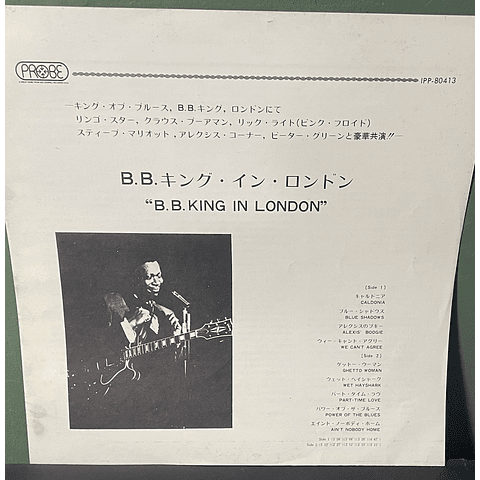 PROBE
IPP-80413
—キング・オブ・ブルース, B.B.キング, ロンドンにて
リンゴ・スター, クラウス・ブーアマン, リック・ライト(ピンク・フロイド)
スティーブ・マリオット, アレクシス・コーナー, ピーター・グリーンと豪華共演!!—
B.B.キング・イン・ロンドン
“B.B.KING IN LONDON”
[Side 1]
キャルドニア
CALDONIA
ブルー・シャドウス
BLUE SHADOWS
アレクシスのブギー
ALEXIS' BOOGIE
ウィー・キャント・アグリー
WE CAN'T AGREE
[Side 2]
ゲットー・ウーマン
GHETTO WOMAN
ウェット・ヘイシャーク
WET HAYSHARK
パート・タイム・ラヴ
PART-TIME LOVE
パワー・オブ・ザ・ブルース
POWER OF THE BLUES
エイント・ノーボディ・ホーム
AIN'T NOBODY HOME